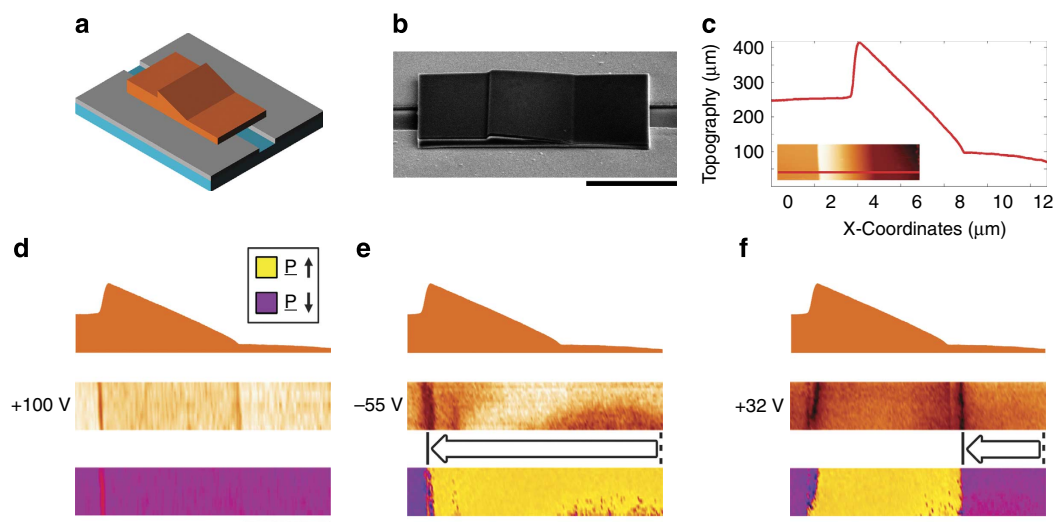 a
b
c
400
300
200
100
Topography (μm)
0 2 4 6 8 10 12
X-Coordinates (μm)
d
P
P
e
f
+100 V
–55 V
+32 V